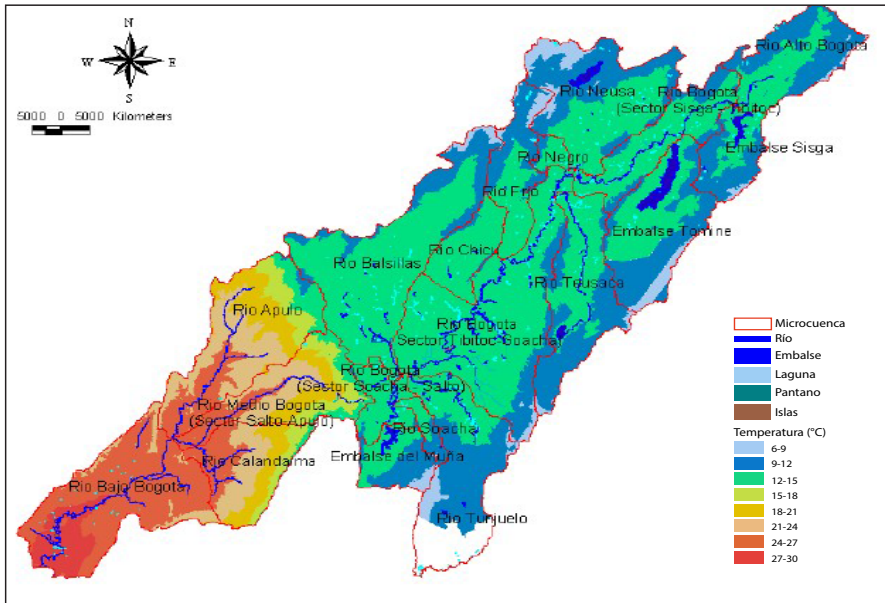 N
W E
S
5000 0 5000 Kilometers
Rio Alto Bogota
Rio Neusa
Rio Bogota
(Sector Sisga - Tibitoc)
Embalse Sisga
Rio Negro
Rio Frio
Embalse Tomine
Rio Chicu
Rio Balsillas
Rio Teusaca
Rio Apulo
Rio Bogota
Sector Tibitoc Soacha)
Rio Bogota
(Sector Soacha - Salto)
Rio Medio Bogota
(Sector Salto Apulo)
Rio Soacha
Rio Calandaima
Embalse del Muña
Rio Bajo Bogota
Rio Tunjuelo
Microcuenca
Río
Embalse
Laguna
Pantano
Islas
Temperatura (°C)
6-9
9-12
12-15
15-18
18-21
21-24
24-27
27-30